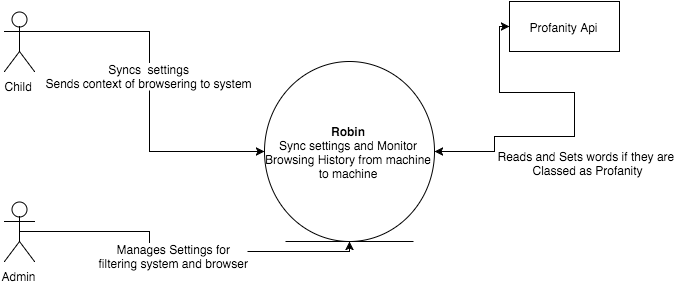 Profanity Api
Syncs settings
Sends context of browsering to system
Child
Robin
Sync settings and Monitor
Browsing History from machine
to machine
Reads and Sets words if they are
Classed as Profanity
Manages Settings for
filtering system and browser
Admin